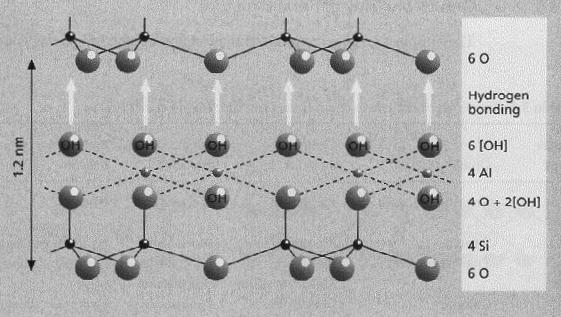 6 O
Hydrogen
bonding
OH OH OH OH OH OH
6 [OH]
1.2 nm
4 Al
OH OH
4 O + 2[OH]
4 Si
6 O